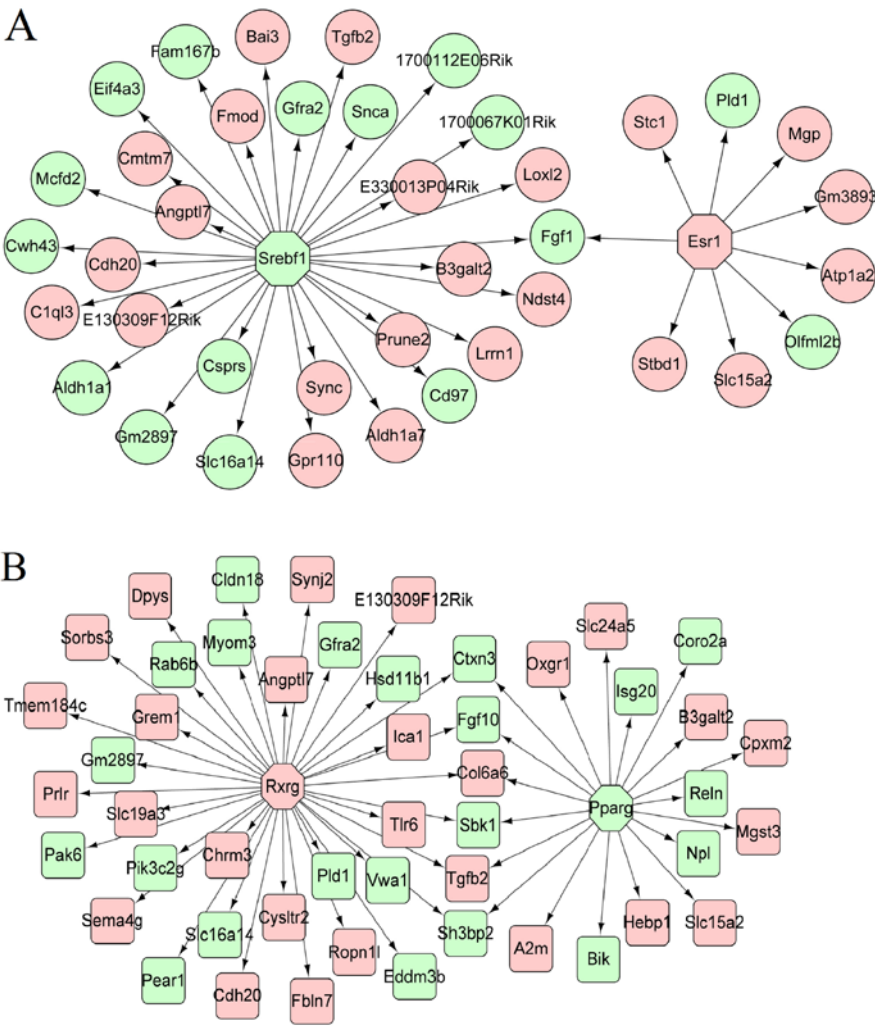 A
Fam167b
Bai3
Tgfb2
1700112E06Rik
Eif4a3
Fmod
Gfra2
Snca
1700067K01Rik
Cmtm7
E330013P04Rik
Loxl2
Mcfd2
Angptl7
Cwh43
Cdh20
Srebf1
Fgf1
B3galt2
Ndst4
C1ql3
E130309F12Rik
Prune2
Lrrn1
Aldh1a1
Csprs
Sync
Cd97
Gm2897
Slc16a14
Gpr110
Aldh1a7
Stc1
Pld1
Mgp
Gm3893
Esr1
Atp1a2
Olfml2b
Stbd1
Slc15a2
B
Dpys
Cldn18
Synj2
E130309F12Rik
Sorbs3
Rab6b
Myom3
Gfra2
Angptl7
Hsd11b1
Ctxn3
Tmem184c
Grem1
Ica1
Fgf10
Gm2897
Rxrg
Col6a6
Prlr
Slc19a3
Tlr6
Sbk1
Pak6
Pik3c2g
Chrm3
Pld1
Vwa1
Tgfb2
Sema4g
Slc16a14
Cysltr2
Ropn1l
Sh3bp2
Pear1
Cdh20
Fbln7
Eddm3b
Oxgr1
Slc24a5
Coro2a
Isg20
B3galt2
Cpxm2
Pparg
Reln
Mgst3
Npl
A2m
Bik
Hebp1
Slc15a2